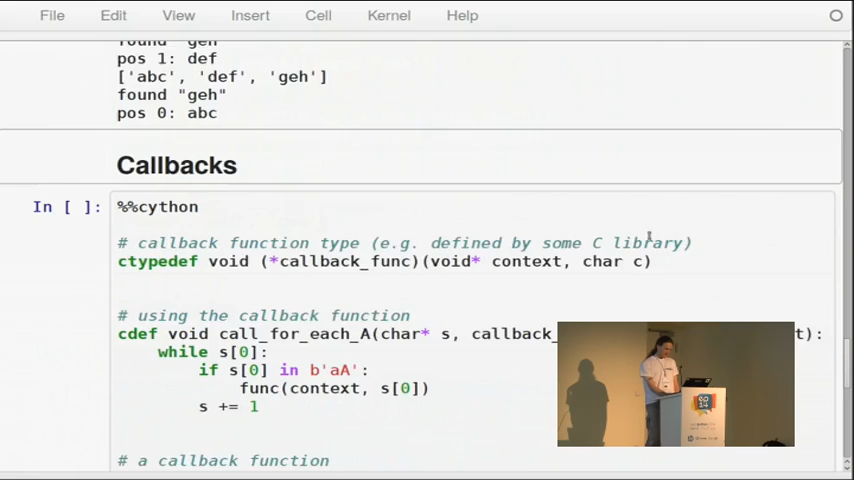 File Edit View Insert Cell Kernel Help
found "geh"
pos 1: def
['abc', 'def', 'geh']
found "geh"
pos 0: abc
Callbacks
In [ ]: %%cython
# callback function type (e.g. defined by some C library)
ctypedef void (*callback_func)(void* context, char c)
# using the callback function
cdef void call_for_each_A(char* s, callback_ t):
while s[0]:
if s[0] in b'aA':
func(context, s[0])
s += 1
# a callback function